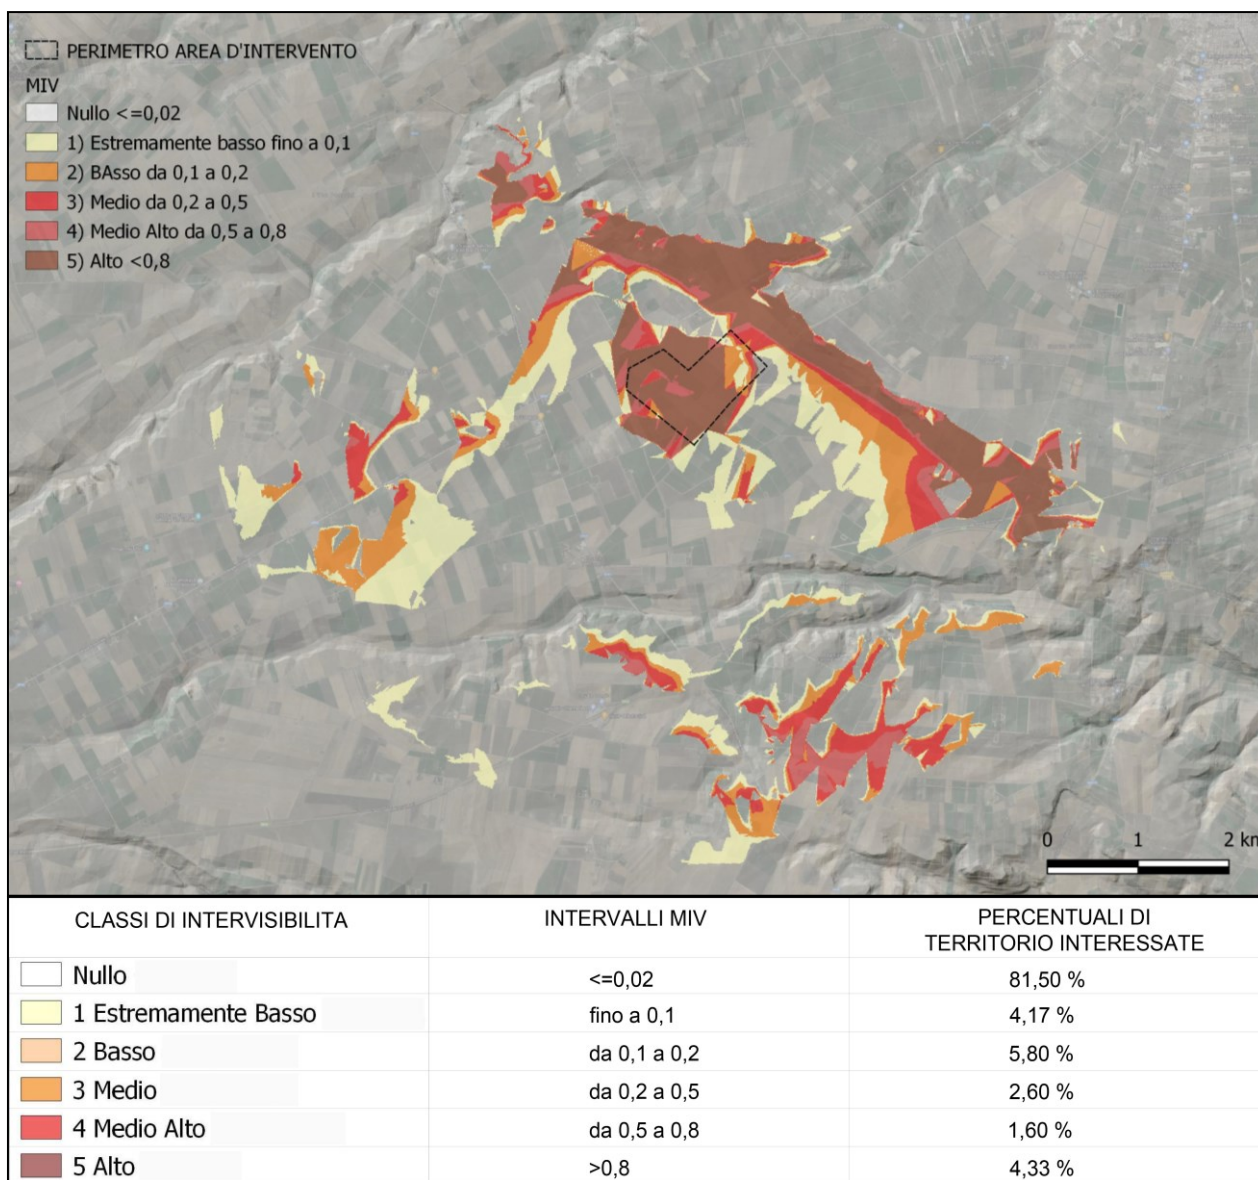 PERIMETRO AREA D'INTERVENTO
MIV
Nullo <=0,02
1) Estremamente basso fino a 0,1
2) BAsso da 0,1 a 0,2
3) Medio da 0,2 a 0,5
4) Medio Alto da 0,5 a 0,8
5) Alto <0,8
0 1 2 km
CLASSI DI INTERVISIBILITA INTERVALLI MIV PERCENTUALI DI
TERRITORIO INTERESSATE
Nullo <=0,02 81,50 %
1 Estremamente Basso fino a 0,1 4,17 %
2 Basso da 0,1 a 0,2 5,80 %
3 Medio da 0,2 a 0,5 2,60 %
4 Medio Alto da 0,5 a 0,8 1,60 %
5 Alto >0,8 4,33 %